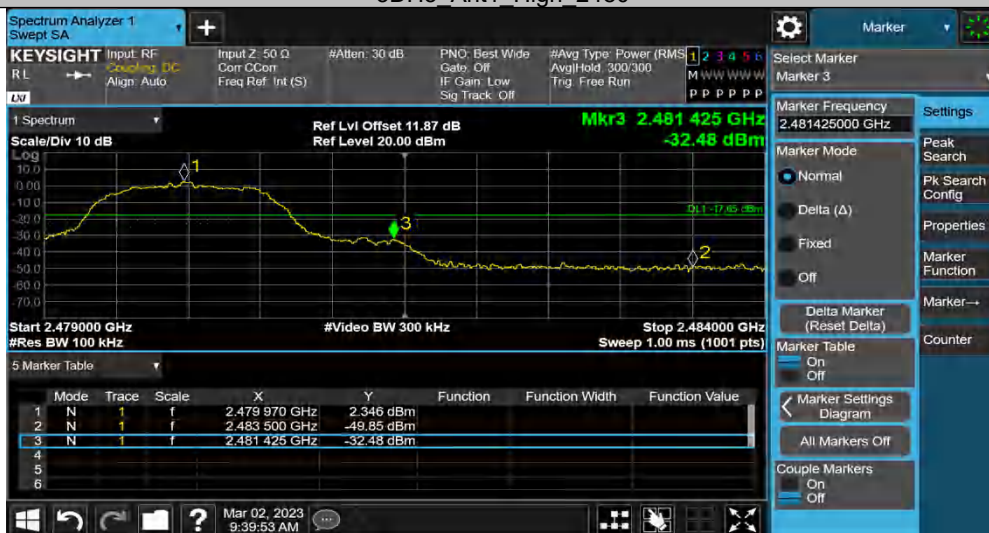 Spectrum Analyzer 1
Swept SA
+
Marker
KEYSIGHT Input: RF Input Z: 50 Ω #Atten: 30 dB PNO: Best Wide #Avg Type: Power (RMS 1 2 3 4 5 6
RL Coupling: DC Corr CCorr Gate: Off Avg|Hold: 300/300 M W W W W W
Align: Auto Freq Ref: Int (S) IF Gain: Low Trig: Free Run
Sig Track: Off P P P P P P
LXI
Select Marker
Marker 3
1 Spectrum
Ref Lvl Offset 11.87 dB
Mkr3 2.481 425 GHz
Scale/Div 10 dB
Ref Level 20.00 dBm
-32.48 dBm
Log
10.0
0.00
-10.0
-20.0
-30.0
-40.0
-50.0
-60.0
-70.0
1
3
2
DL1 -17.65 dBm
Start 2.479000 GHz #Video BW 300 kHz Stop 2.484000 GHz
#Res BW 100 kHz Sweep 1.00 ms (1001 pts)
5 Marker Table
Mode Trace Scale X Y Function Function Width Function Value
1 N 1 f 2.479 970 GHz 2.346 dBm
2 N 1 f 2.483 500 GHz -49.85 dBm
3 N 1 f 2.481 425 GHz -32.48 dBm
4
5
6
Mar 02, 2023
9:39:53 AM
Marker Frequency
2.481425000 GHz
Marker Mode
Normal
Delta (Δ)
Fixed
Off
Delta Marker
(Reset Delta)
Marker Table
On
Off
Marker Settings
Diagram
All Markers Off
Couple Markers
On
Off
Settings
Peak
Search
Pk Search
Config
Properties
Marker
Function
Marker→
Counter